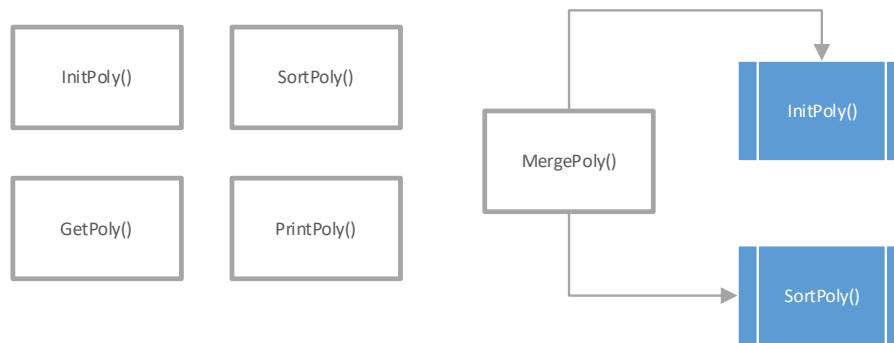 InitPoly()
SortPoly()
GetPoly()
PrintPoly()
MergePoly()
InitPoly()
SortPoly()